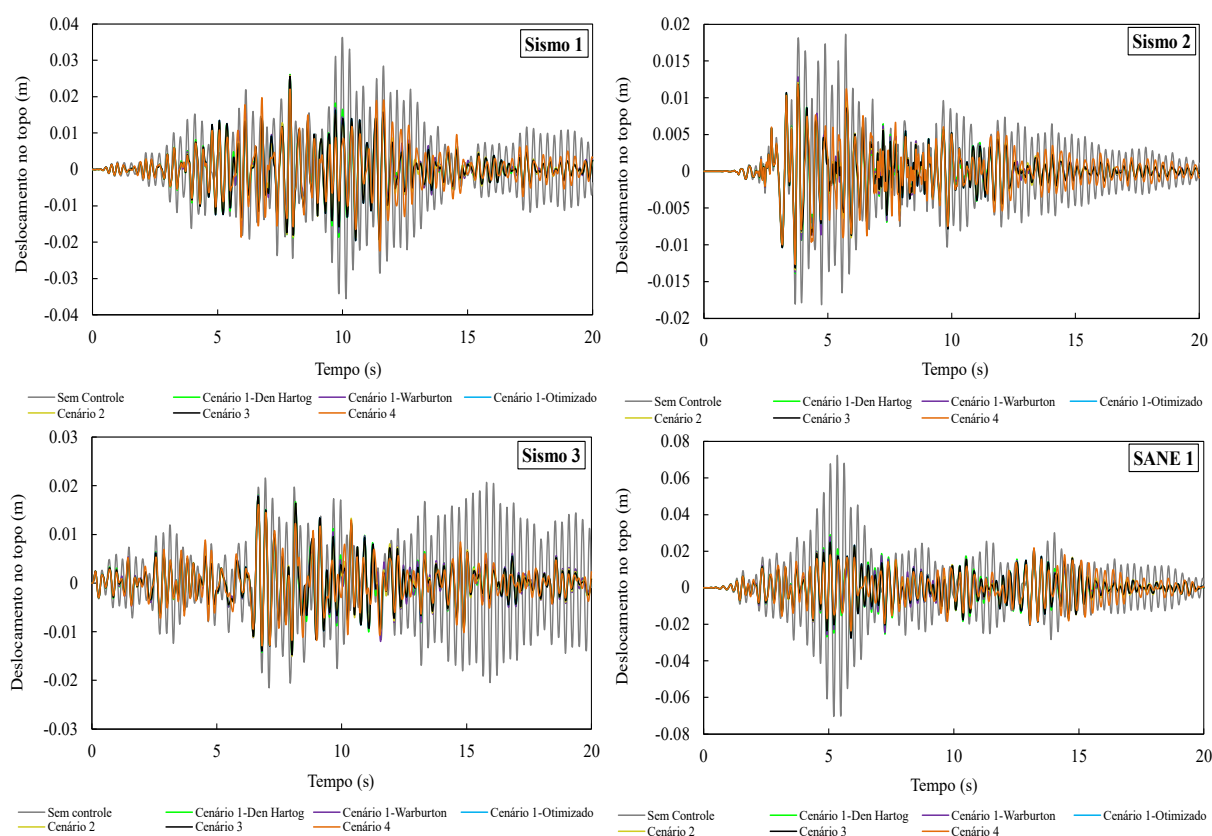 Sismo 1
Deslocamento no topo (m)
0.04
0.03
0.02
0.01
0
-0.01
-0.02
-0.03
-0.04
0 5 10 15 20
Tempo (s)
Sem Controle Cenário 1-Den Hartog Cenário 1-Warburton Cenário 1-Otimizado
Cenário 2 Cenário 3 Cenário 4
Sismo 2
Deslocamento no topo (m)
0.02
0.015
0.01
0.005
0
-0.005
-0.01
-0.015
-0.02
0 5 10 15 20
Tempo (s)
Sem Controle Cenário 1-Den Hartog Cenário 1-Warburton Cenário 1-Otimizado
Cenário 2 Cenário 3 Cenário 4
Sismo 3
Deslocamento no topo (m)
0.03
0.02
0.01
0
-0.01
-0.02
-0.03
0 5 10 15 20
Tempo (s)
Sem controle Cenário 1-Den Hartog Cenário 1-Warburton Cenário 1-Otimizado
Cenário 2 Cenário 3 Cenário 4
SANE 1
Deslocamento no topo (m)
0.08
0.06
0.04
0.02
0
-0.02
-0.04
-0.06
-0.08
0 5 10 15 20
Tempo (s)
Sem controle Cenário 1-Den Hartog Cenário 1-Warburton Cenário 1-Otimizado
Cenário 2 Cenário 3 Cenário 4